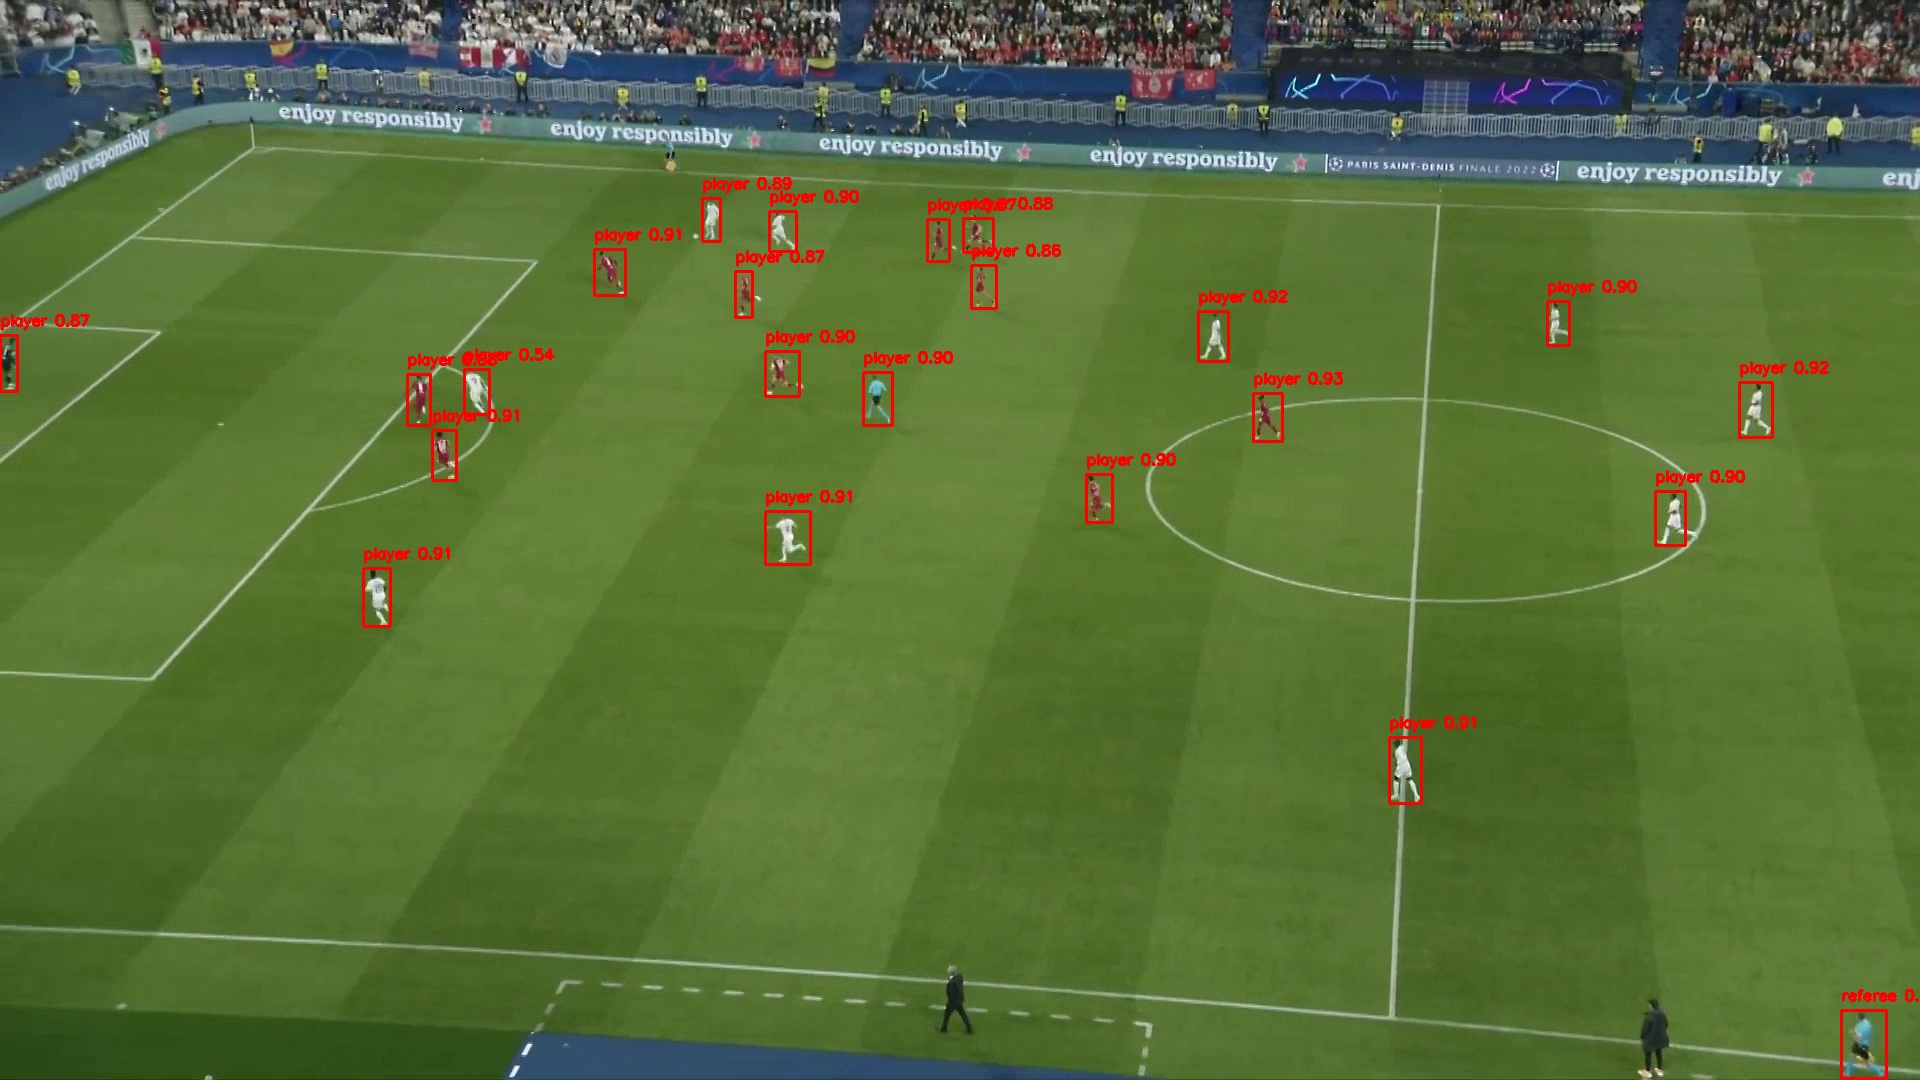 enjoy responsibly
enjoy responsibly
enjoy responsibly
enjoy responsibly
enjoy responsibly
PARIS SAINT-DENIS FINALE 2022
enjoy responsibly
enj
player 0.89
player 0.90
player 0.88
player 0.91
player 0.86
player 0.87
player 0.90
player 0.92
player 0.87
player 0.90
player 0.54
player 0.90
player 0.92
player 0.93
player 0.91
player 0.90
player 0.90
player 0.91
player 0.91
player 0.91
referee 0.